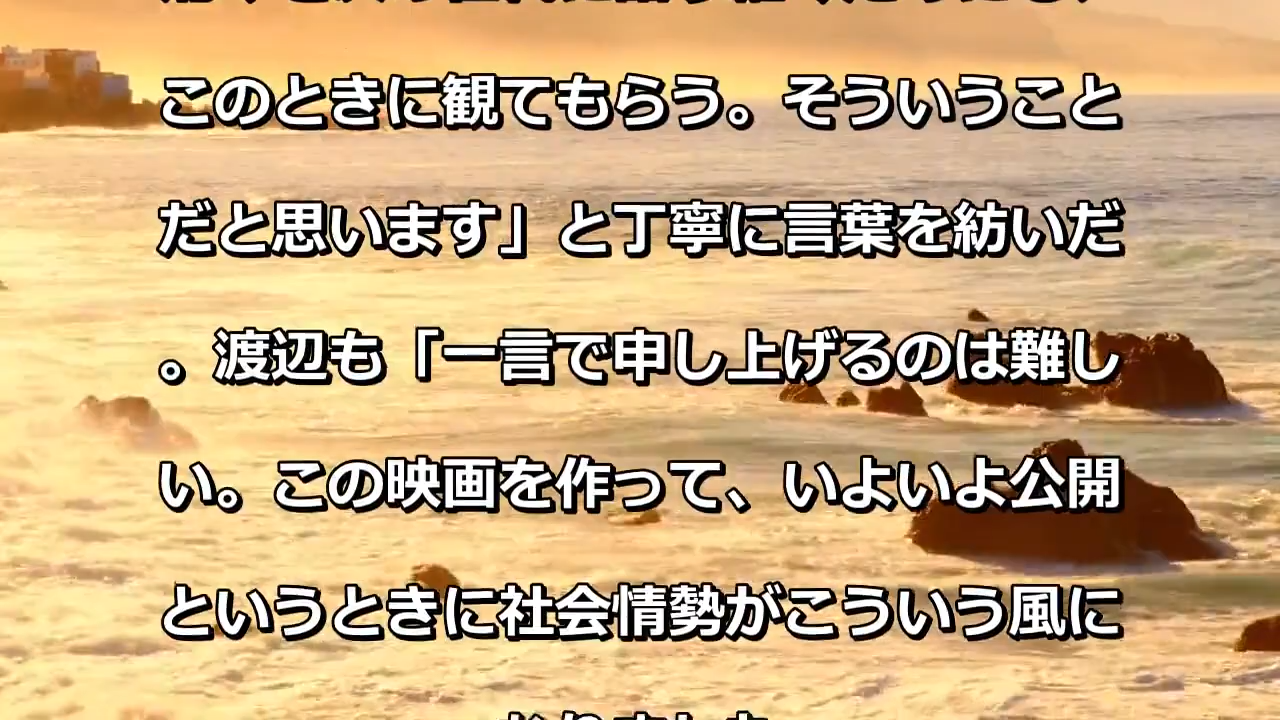 このときに観てもらう。そういうこと
だと思います」と丁寧に言葉を紡いだ
。渡辺も「一言で申し上げるのは難し
い。この映画を作って、いよいよ公開
というときに社会情勢がこういう風に